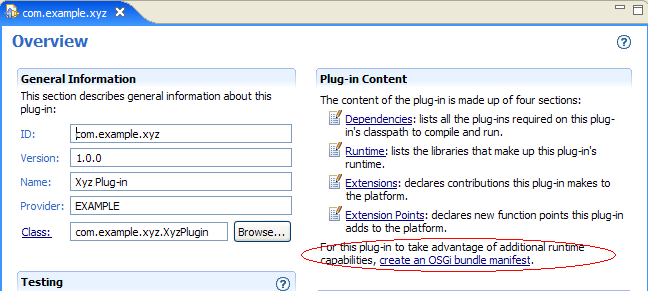 com.example.xyz
Overview
General Information
This section describes general information about this
plug-in:
ID: com.example.xyz
Version: 1.0.0
Name: Xyz Plug-in
Provider: EXAMPLE
Class: com.example.xyz.XyzPlugin Browse...
Testing
Plug-in Content
The content of the plug-in is made up of four sections:
Dependencies: lists all the plug-ins required on this plug-
in's classpath to compile and run.
Runtime: lists the libraries that make up this plug-in's
runtime.
Extensions: declares contributions this plug-in makes to
the platform.
Extension Points: declares new function points this plug-in
adds to the platform.
For this plug-in to take advantage of additional runtime
capabilities, create an OSGi bundle manifest.